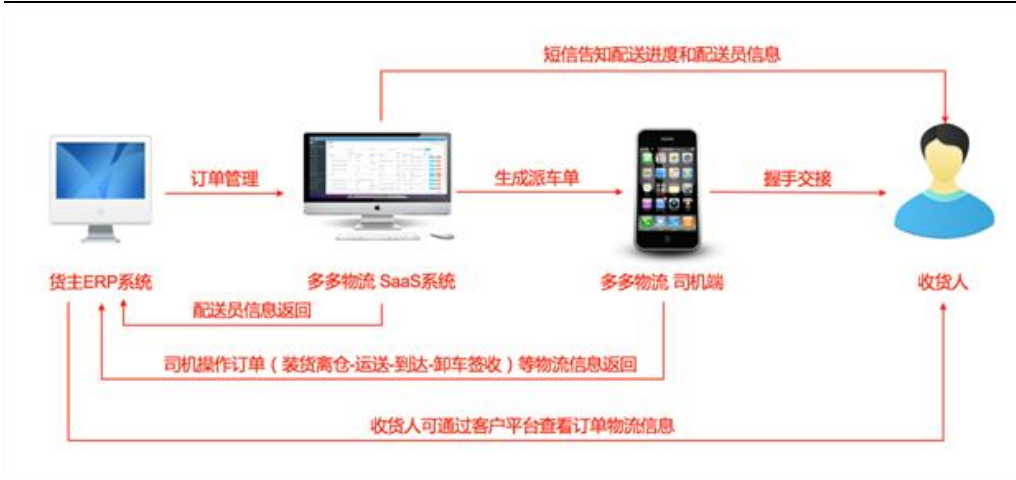 短信告知配送进度和配送员信息
订单管理
生成派车单
握手交接
货主ERP系统
多多物流 SaaS系统
多多物流 司机端
收货人
配送员信息返回
司机操作订单（装货离仓-运送-到达-卸车签收）等物流信息返回
收货人可通过客户平台查看订单物流信息